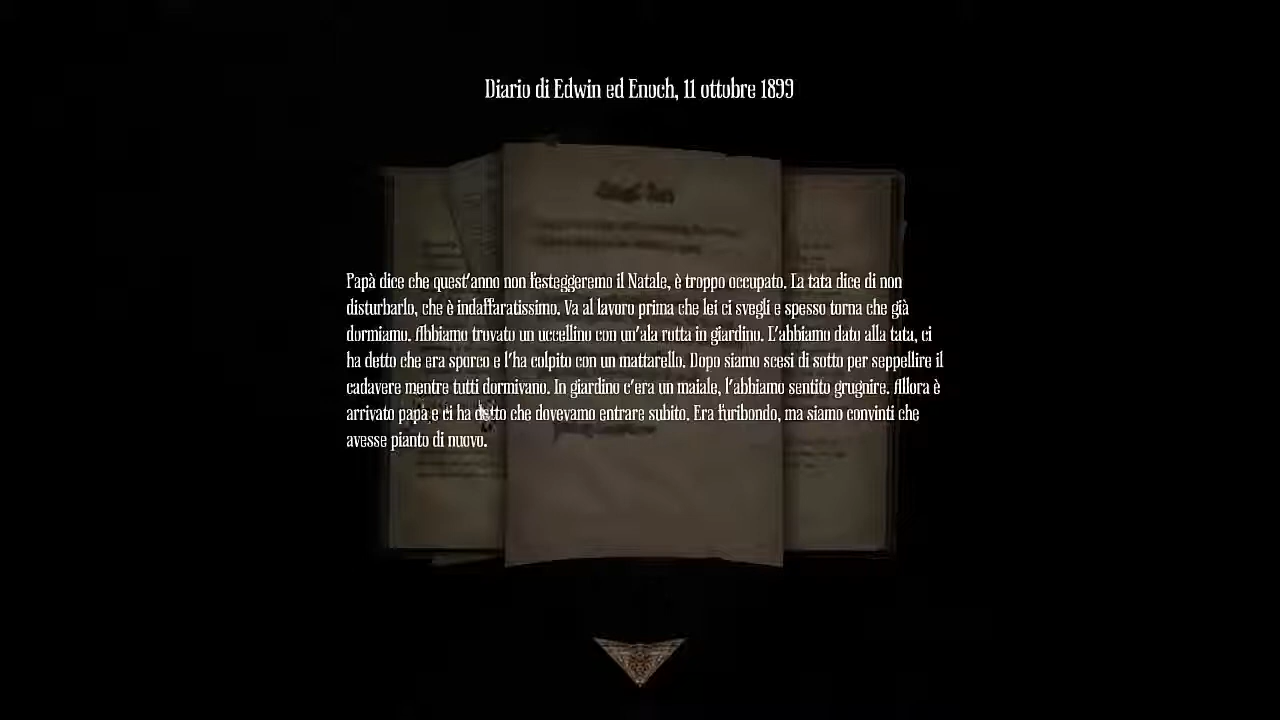 Diario di Edwin ed Enoch, 11 ottobre 1899
Papà dice che quest'anno non festeggeremo il Natale, è troppo occupato. La tata dice di non
disturbarlo, che è indaffaratissimo. Va al lavoro prima che lei ci svegli e spesso torna che già
dormiamo. Abbiamo trovato un uccellino con un'ala rotta in giardino. L'abbiamo dato alla tata, ci
ha detto che era sporco e l'ha colpito con un mattarello. Dopo siamo scesi di sotto per seppellire il
cadavere mentre tutti dormivano. In giardino c'era un maiale, l'abbiamo sentito grugnire. Allora è
arrivato papà e ci ha detto che dovevamo entrare subito. Era furibondo, ma siamo convinti che
avesse pianto di nuovo.